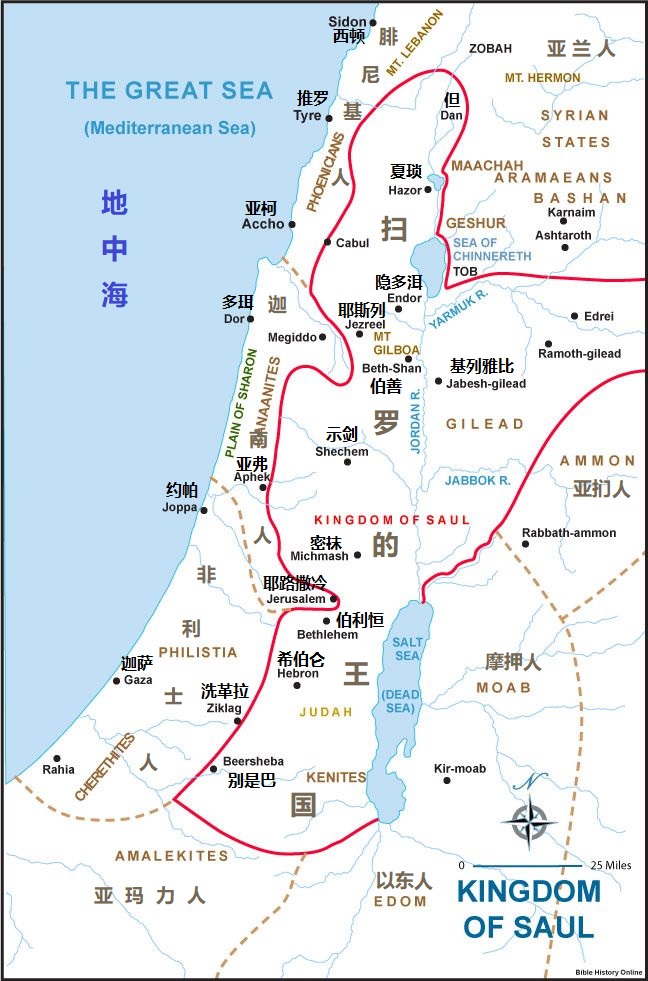 Sidon
西顿
腓
尼
基
人
MT. LEBANON
ZOBAH
亚兰人
MT. HERMON
THE GREAT SEA
(Mediterranean Sea)
推罗
Tyre
但
Dan
SYRIAN
STATES
PHOENICIANS
夏琐
Hazor
MAACHAH
ARAMAEANS
BASHAN
Karnaim
地
中
海
亚柯
Accho
Cabul
扫
GESHUR
Ashtaroth
SEA OF
CHINNERETH
TOB
隐多洱
Endor
YARMUK R.
多珥
Dor
迦
南
人
耶斯列
Jezreel
Edrei
Megiddo
MT
GILBOA
Beth-Shan
伯善
Ramoth-gilead
基列雅比
Jabesh-gilead
PLAIN OF SHARON
CANAANITES
罗
JORDAN R.
GILEAD
示剑
Shechem
亚弗
Aphek
JABBOK R.
AMMON
亚扪人
约帕
Joppa
KINGDOM OF SAUL
的
密抹
Michmash
Rabbath-ammon
非
利
士
人
耶路撒冷
Jerusalem
伯利恒
Bethlehem
SALT
SEA
(DEAD
SEA)
PHILISTIA
迦萨
Gaza
希伯仑
Hebron
王
摩押人
MOAB
洗革拉
Ziklag
JUDAH
Rahia
CHERETHITES
Beersheba
别是巴
KENITES
Kir-moab
国
N
AMALEKITES
亚玛力人
以东人
EDOM
0
25 Miles
KINGDOM
OF SAUL
Bible History Online